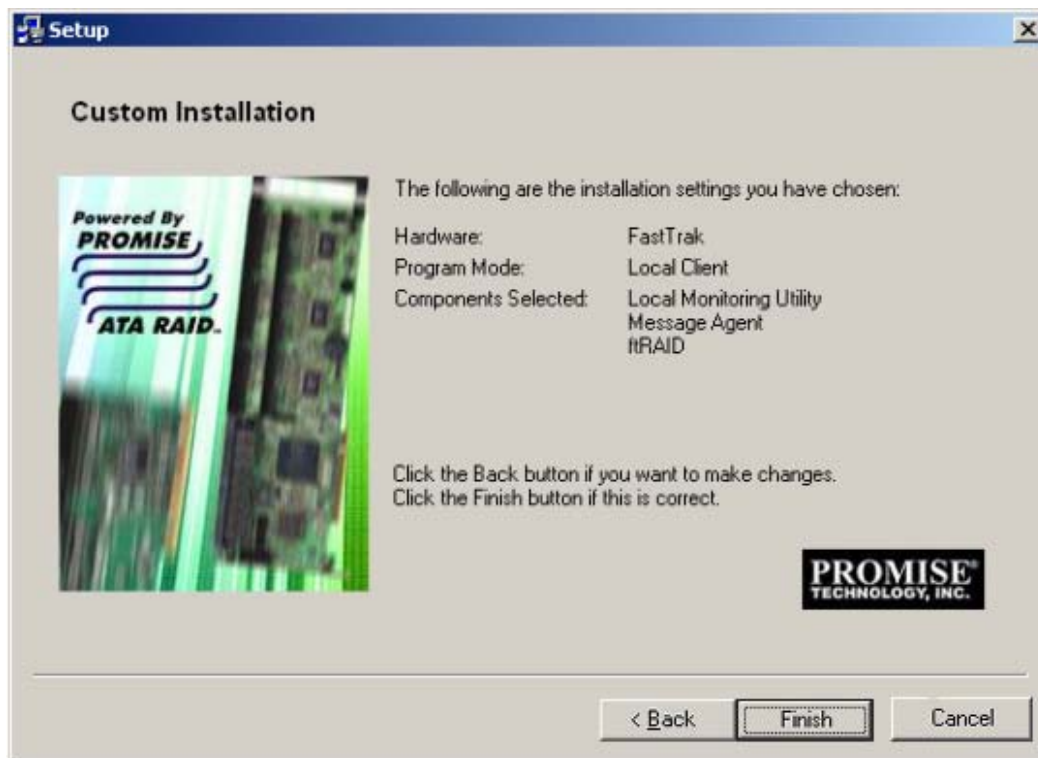 Setup
Custom Installation
Powered By
PROMISE
ATA RAID™
The following are the installation settings you have chosen:
Hardware: FastTrak
Program Mode: Local Client
Components Selected: Local Monitoring Utility
Message Agent
ftRAID
Click the Back button if you want to make changes.
Click the Finish button if this is correct.
PROMISE®
TECHNOLOGY, INC.
< Back Finish Cancel